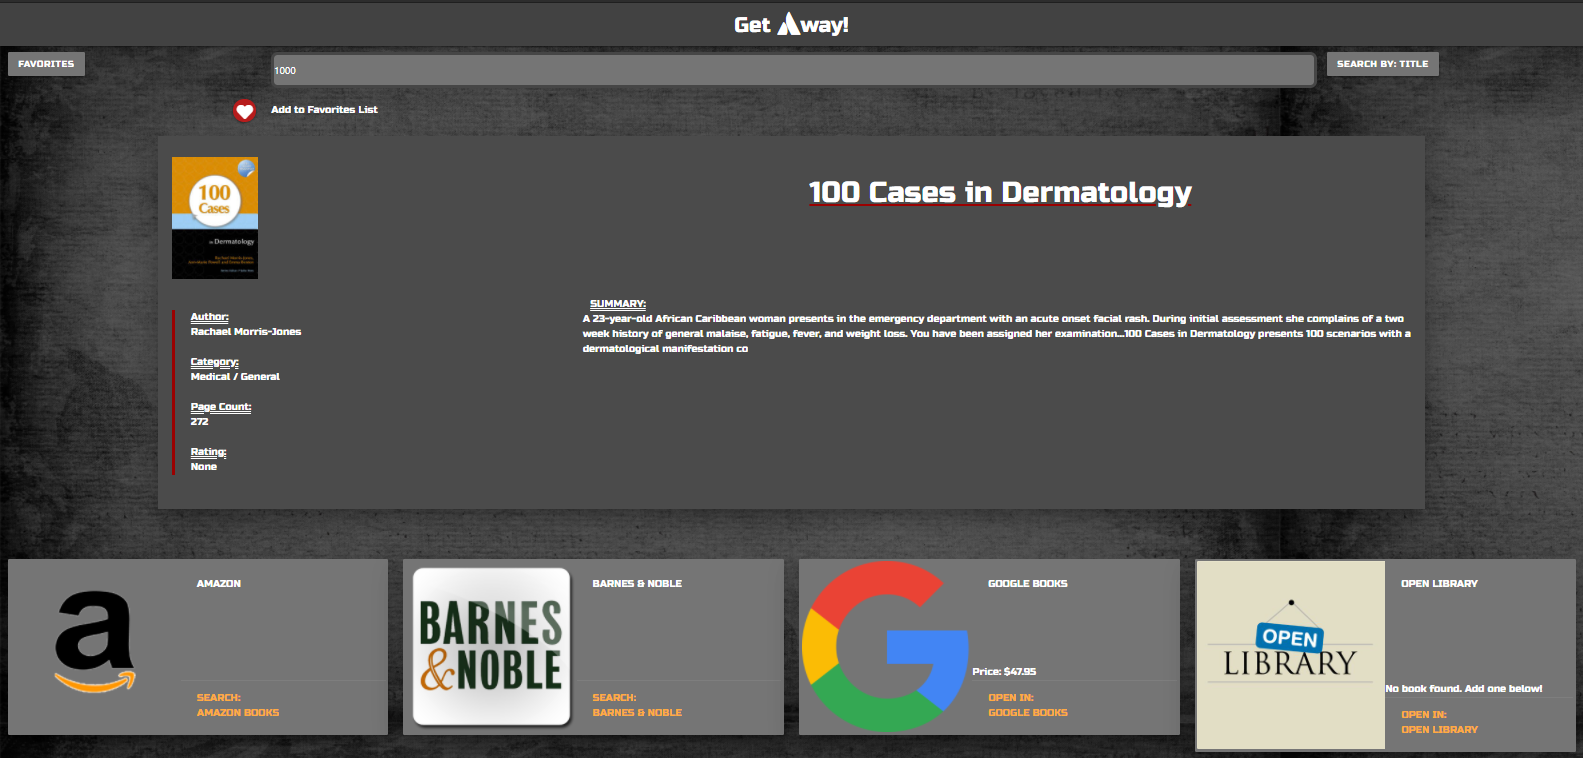 Get Away!
FAVORITES
1000
SEARCH BY: TITLE
Add to Favorites List
100
Cases
in Dermatology
100 Cases in Dermatology
Author:
Rachael Morris-Jones
Category:
Medical / General
Page Count:
272
Rating:
None
SUMMARY:
A 23-year-old African Caribbean woman presents in the emergency department with an acute onset facial rash. During initial assessment she complains of a two
week history of general malaise, fatigue, fever, and weight loss. You have been assigned her examination...100 Cases in Dermatology presents 100 scenarios with a
dermatological manifestation co
a
AMAZON
SEARCH:
AMAZON BOOKS
BARNES
&NOBLE
BARNES & NOBLE
SEARCH:
BARNES & NOBLE
G
GOOGLE BOOKS
Price: $47.95
OPEN IN:
GOOGLE BOOKS
OPEN
LIBRARY
OPEN LIBRARY
No book found. Add one below!
OPEN IN:
OPEN LIBRARY